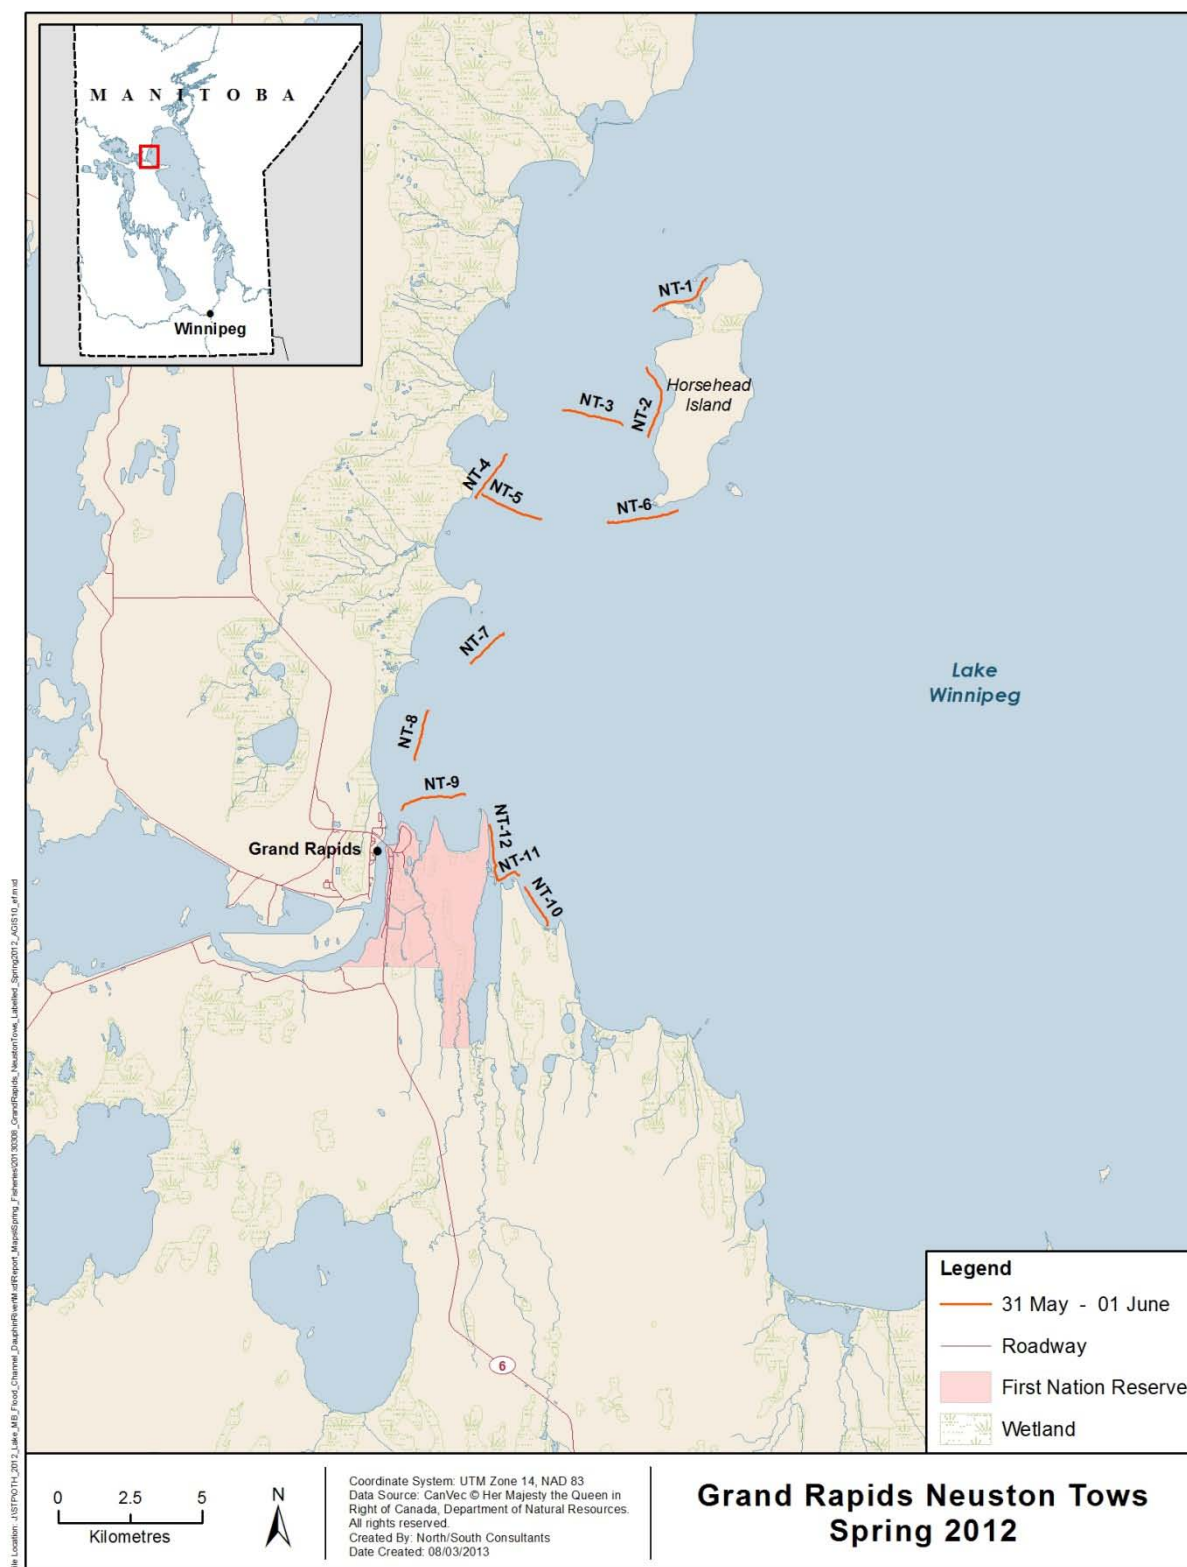 M A N I T O B A
Winnipeg
NT-1
Horsehead
Island
NT-2
NT-3
NT-4
NT-5
NT-6
NT-7
Lake
Winnipeg
NT-8
NT-9
NT-12
Grand Rapids
NT-11
NT-10
6
Legend
31 May - 01 June
Roadway
First Nation Reserve
Wetland
0 2.5 5
Kilometres
N
Coordinate System: UTM Zone 14, NAD 83
Data Source: CanVec © Her Majesty the Queen in
Right of Canada, Department of Natural Resources.
All rights reserved.
Created By: North/South Consultants
Date Created: 08/03/2013
Grand Rapids Neuston Tows
Spring 2012